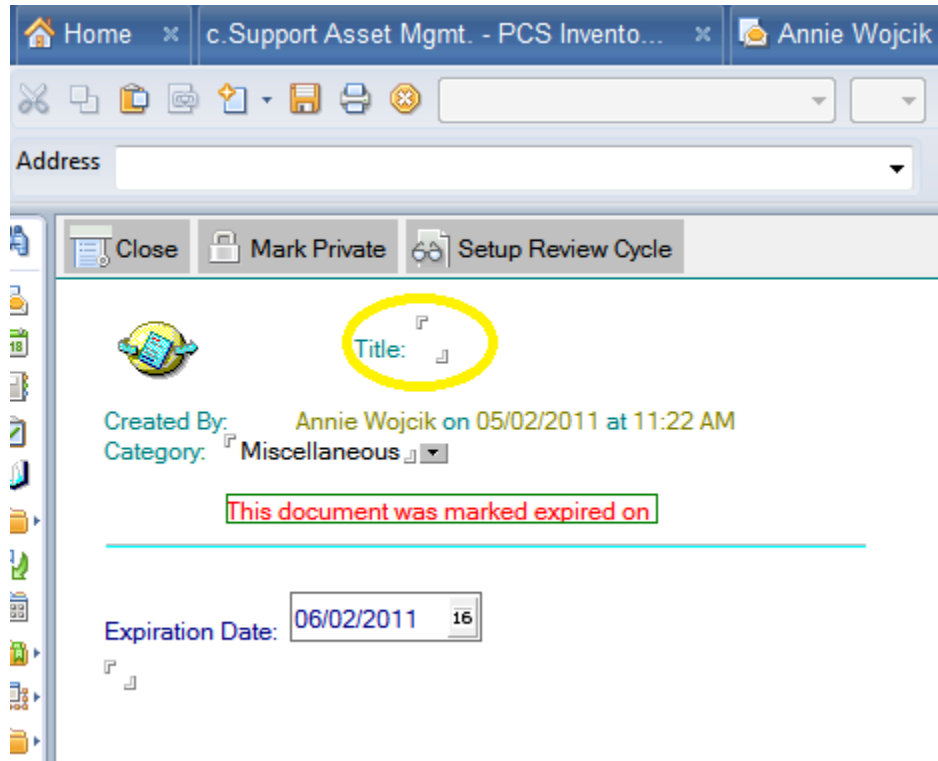 Home
c.Support Asset Mgmt. - PCS Invento...
Annie Wojcik
Address
Close
Mark Private
Setup Review Cycle
18
Title:
Created By: Annie Wojcik on 05/02/2011 at 11:22 AM
Category: Miscellaneous
This document was marked expired on
Expiration Date: 06/02/2011 16